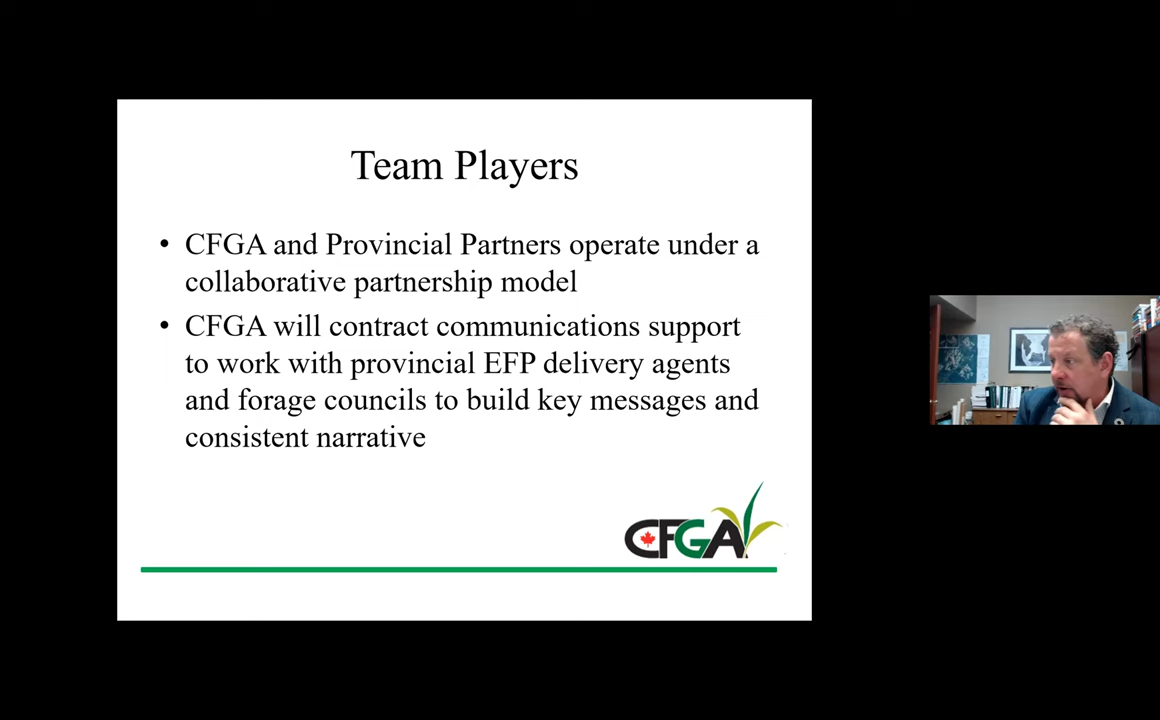 Team Players
• CFGA and Provincial Partners operate under a
collaborative partnership model
• CFGA will contract communications support
to work with provincial EFP delivery agents
and forage councils to build key messages and
consistent narrative
CFGA